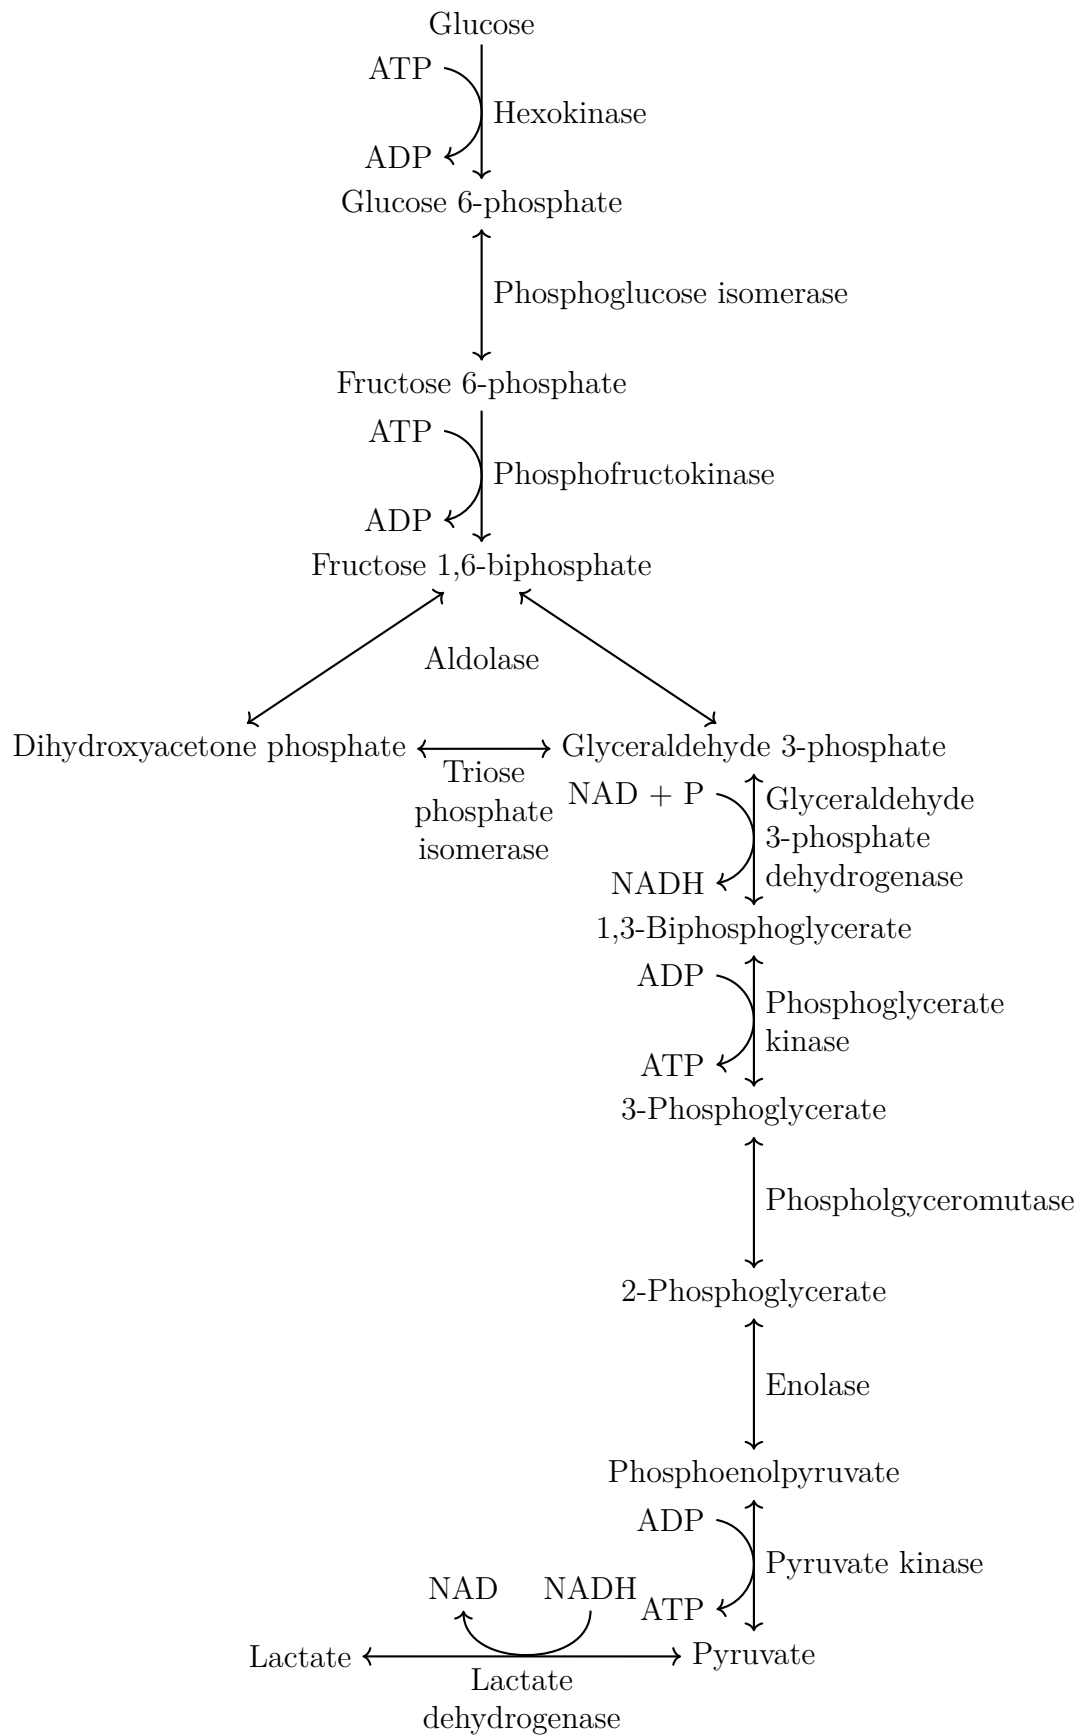 Glucose
ATP
Hexokinase
ADP
Glucose 6-phosphate
Phosphoglucose isomerase
Fructose 6-phosphate
ATP
Phosphofructokinase
ADP
Fructose 1,6-biphosphate
Aldolase
Dihydroxyacetone phosphate
Glyceraldehyde 3-phosphate
Triose
phosphate
isomerase
NAD + P
Glyceraldehyde
3-phosphate
dehydrogenase
NADH
1,3-Biphosphoglycerate
ADP
Phosphoglycerate
kinase
ATP
3-Phosphoglycerate
Phospholgyceromutase
2-Phosphoglycerate
Enolase
Phosphoenolpyruvate
ADP
Pyruvate kinase
ATP
NAD
NADH
Lactate
Pyruvate
Lactate
dehydrogenase